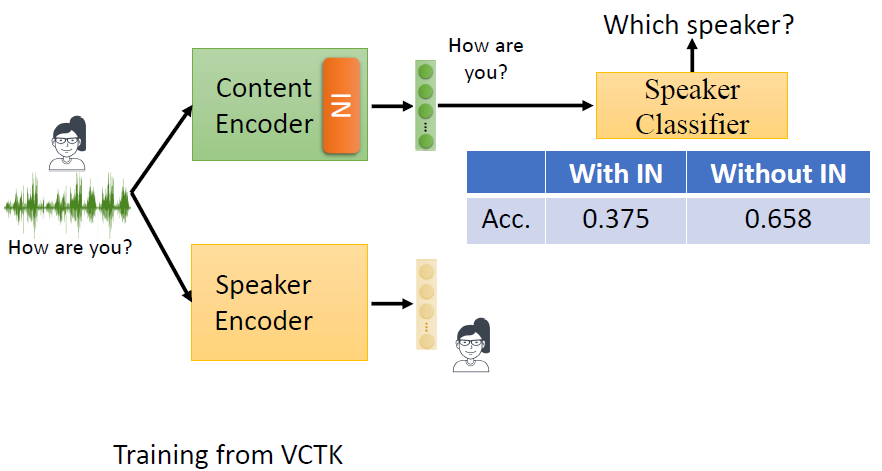 Which speaker?
How are
you?
Content
Encoder
IN
Speaker
Classifier
With IN Without IN
Acc. 0.375 0.658
How are you?
Speaker
Encoder
Training from VCTK